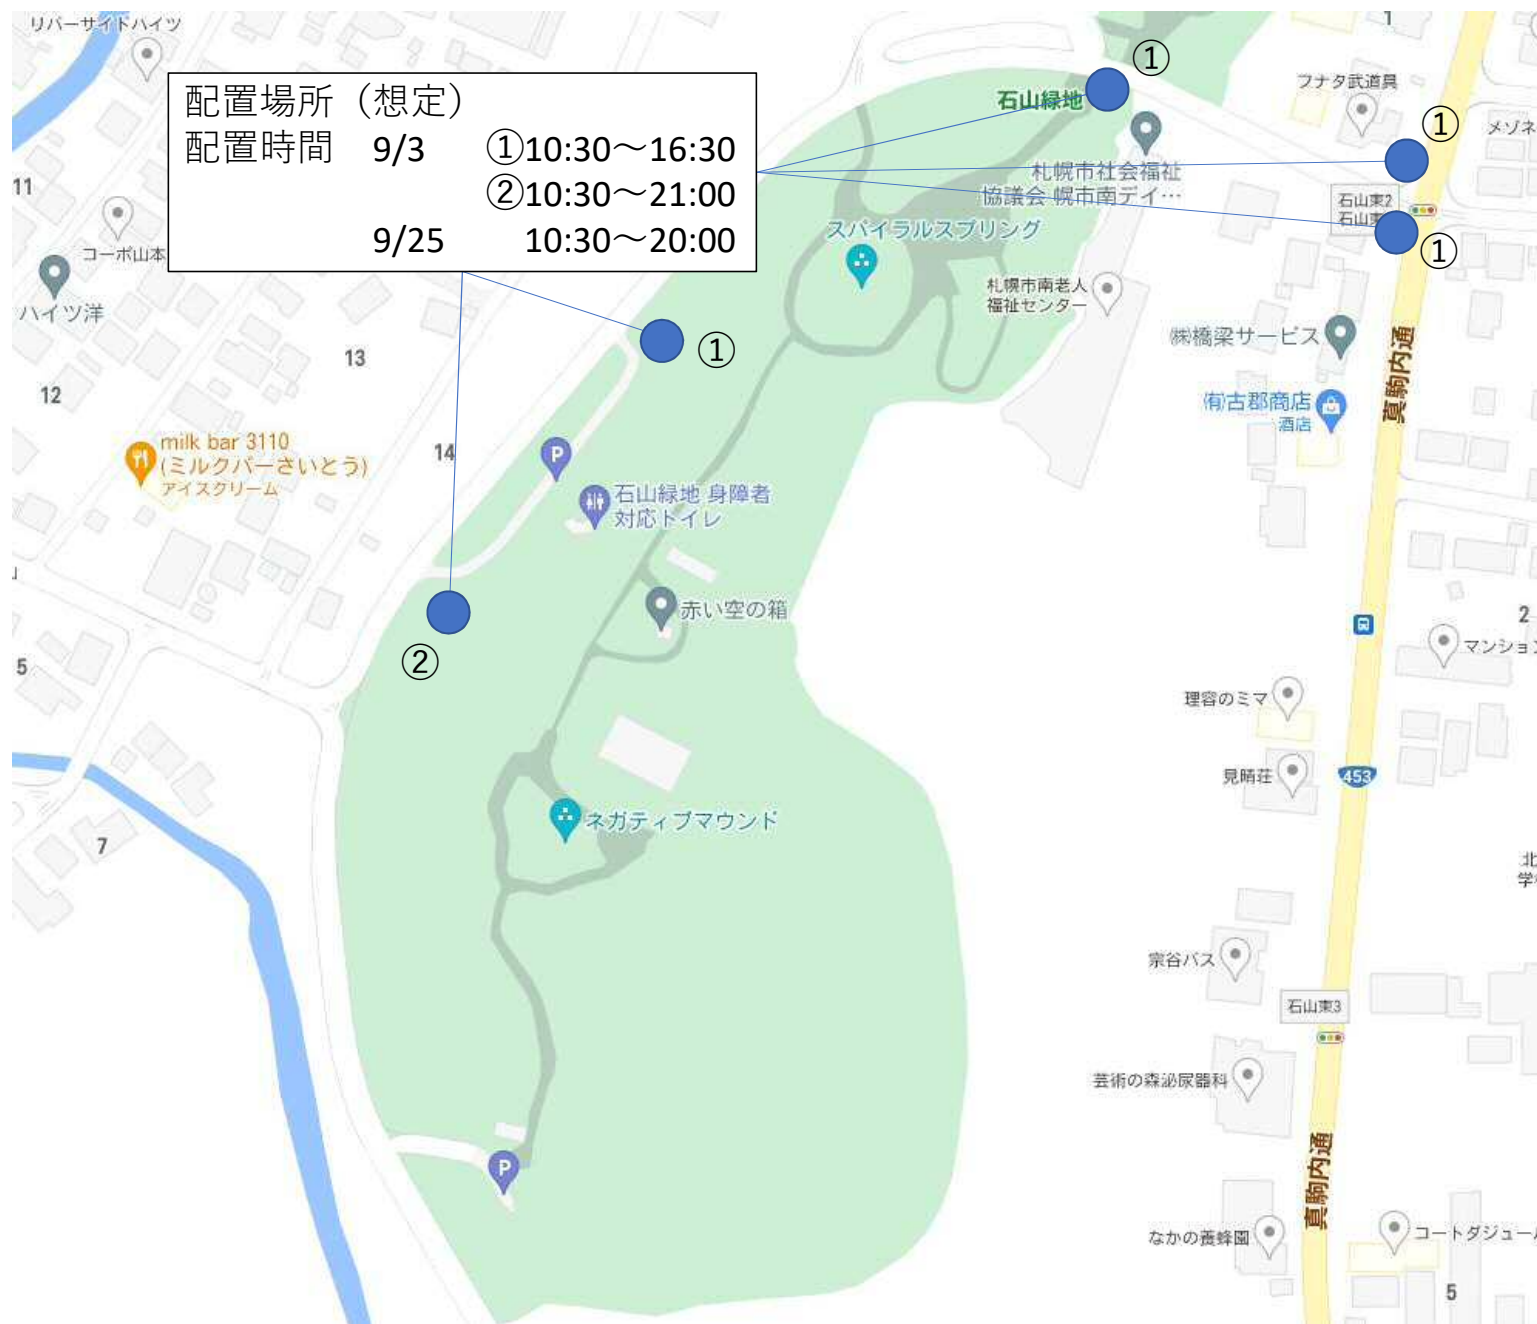 リバーサイドハイツ
1
①
フナタ武道具
石山緑地
①
メゾネ
配置場所（想定）
配置時間 9/3 ①10:30～16:30
②10:30～21:00
9/25 10:30～20:00
11
札幌市社会福祉
協議会 幌市南デイ…
石山東2
石山東
コーポ山本
スパイラルスプリング
①
ハイツ洋
札幌市南老人
福祉センター
13
①
㈱橋梁サービス
真駒内通
12
㈲古郡商店
酒店
milk bar 3110
(ミルクバーさいとう)
アイスクリーム
14
P
石山緑地 身障者
対応トイレ
赤い空の箱
②
5
2
マンション
理容のミマ
見晴荘
453
ネガティブマウンド
7
北
学
宗谷バス
石山東3
芸術の森泌尿器科
P
真駒内通
なかの養蜂園
コートダジュール
5